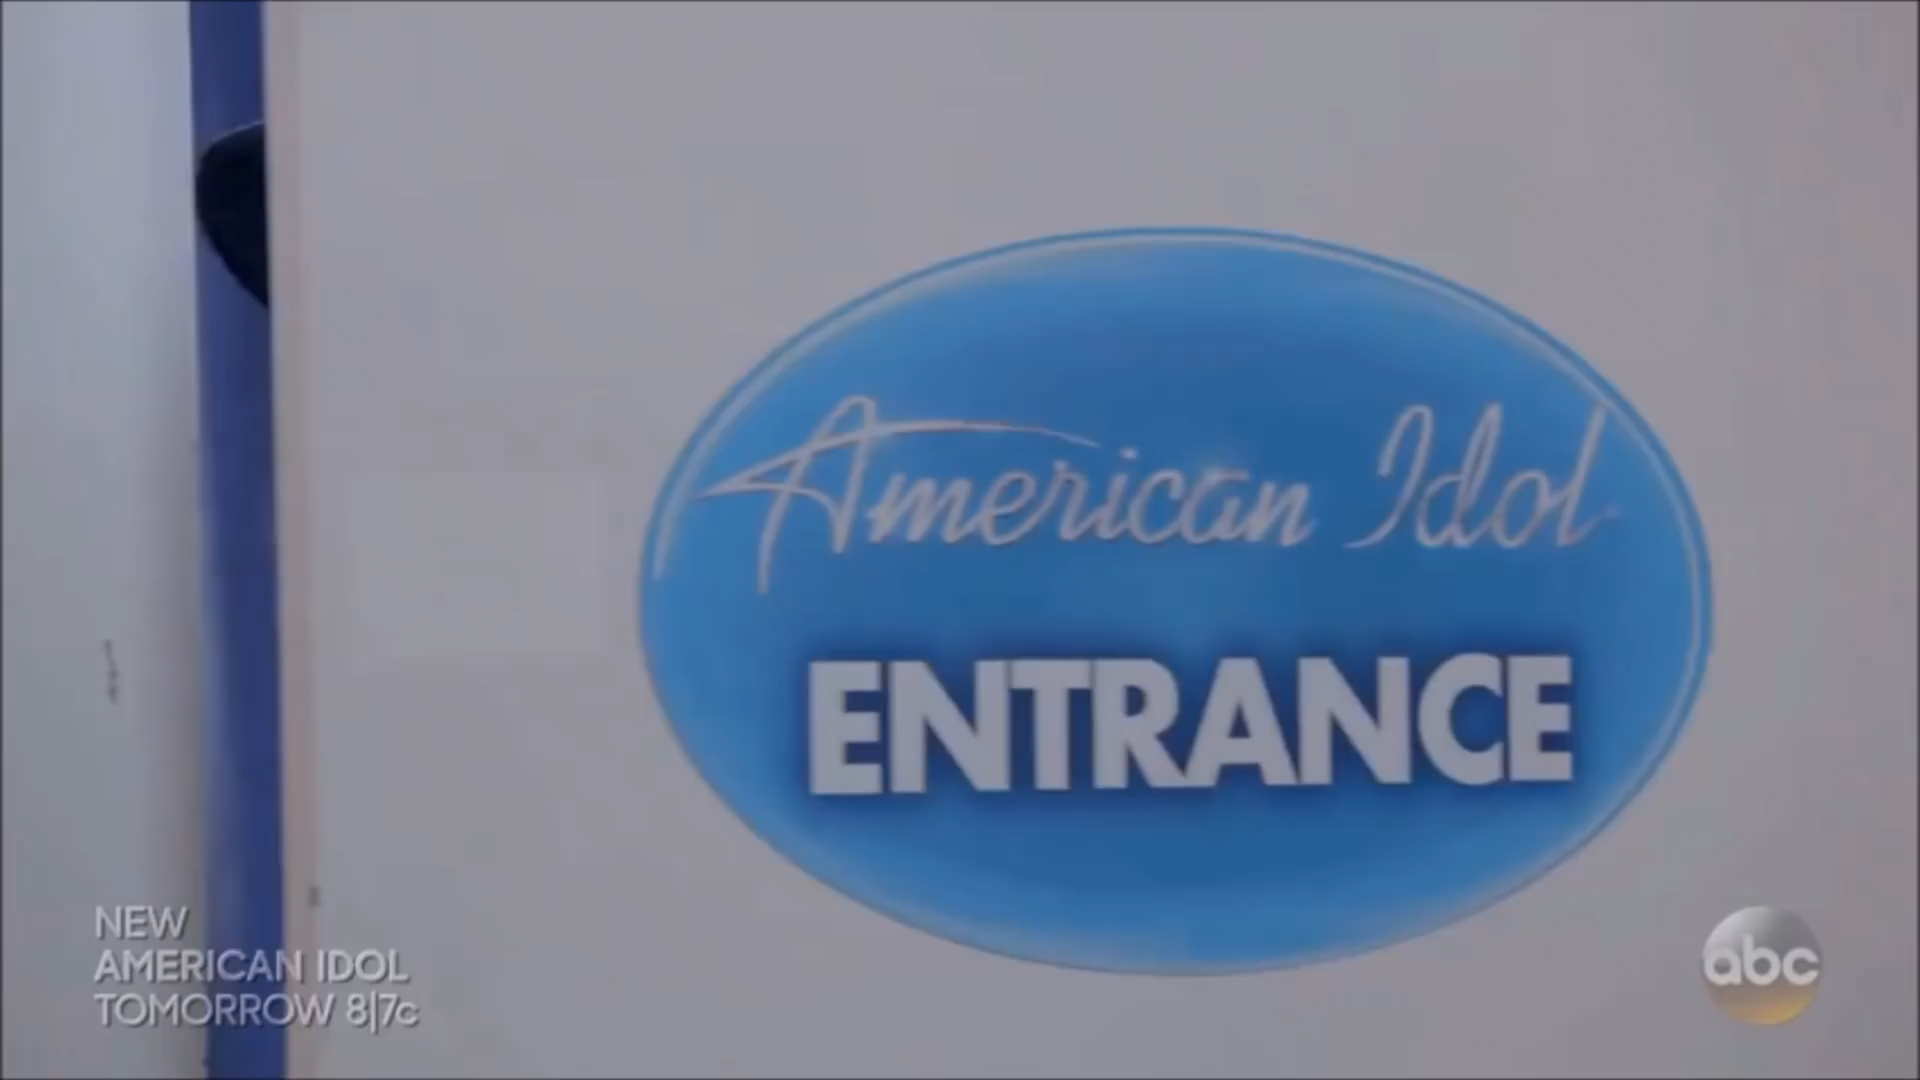 American Idol
ENTRANCE
NEW
AMERICAN IDOL
TOMORROW 8|7c
abc